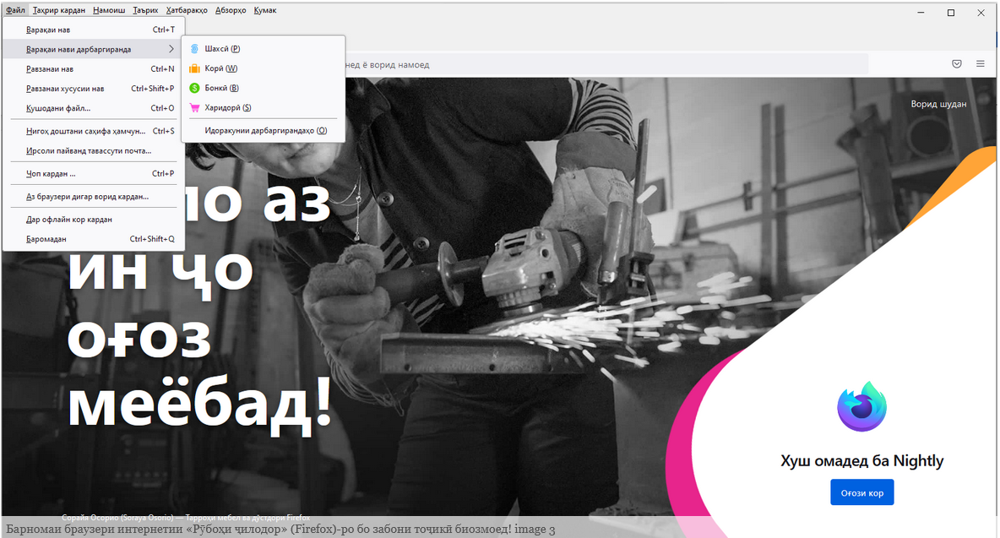 Файл Таҳрир кардан Намоиш Таърих Хатбаракҳо Абзорҳо Кумак
Варақаи нав Ctrl+T
Варақаи нави дарбаргиранда
Равзанаи нав Ctrl+N
Равзанаи хусусии нав Ctrl+Shift+P
Кушодани файл... Ctrl+O
Нигоҳ доштани саҳифа ҳамчун... Ctrl+S
Ирсоли пайванд тавассути почта...
Чоп кардан ... Ctrl+P
Аз браузери дигар ворид кардан...
Дар офлайн кор кардан
Баромадан Ctrl+Shift+Q
Шахсӣ (P)
Корӣ (W)
Бонкӣ (B)
Харидорӣ (S)
Идоракунии дарбаргирандаҳо (O)
ё ворид намоед
Ворид шудан
аз
ин ҷо
оғоз
меёбад!
Хуш омадед ба Nightly
Оғози кор
Сорайя Осорио (Soraya Osorio) — Тарроҳи мебел ва дӯстдори Firefox
Барномаи браузери интернетии «Рӯбоҳи ҷилодор» (Firefox)-ро бо забони тоҷикӣ биозмоед! image 3